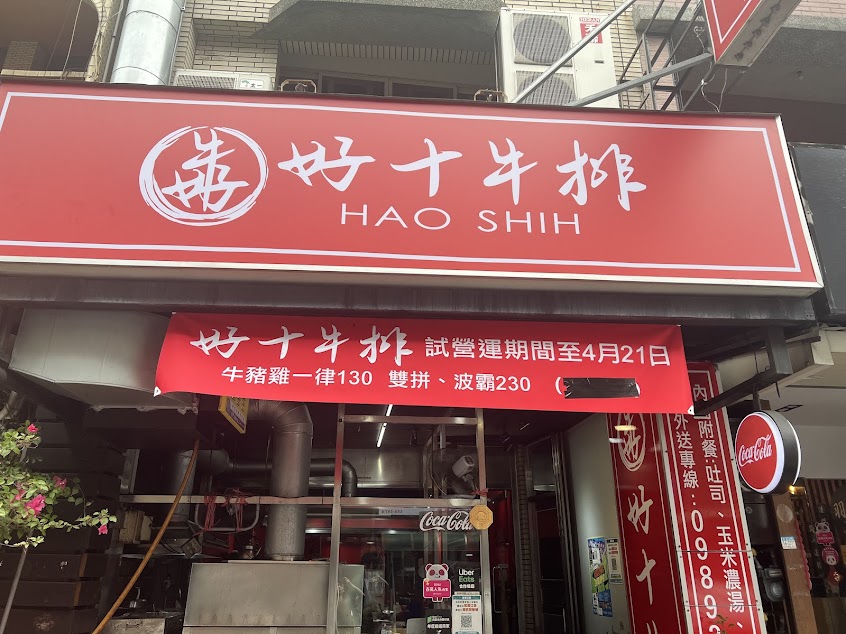 好十牛排
HAO SHIH
好十牛排 試營運期間至4月21日
牛豬雞一律130 雙拼、波霸230 (
)
附餐:吐司、玉米濃湯
外送專線:0989
好十
Coca-Cola
Coca-Cola
Uber
Eats